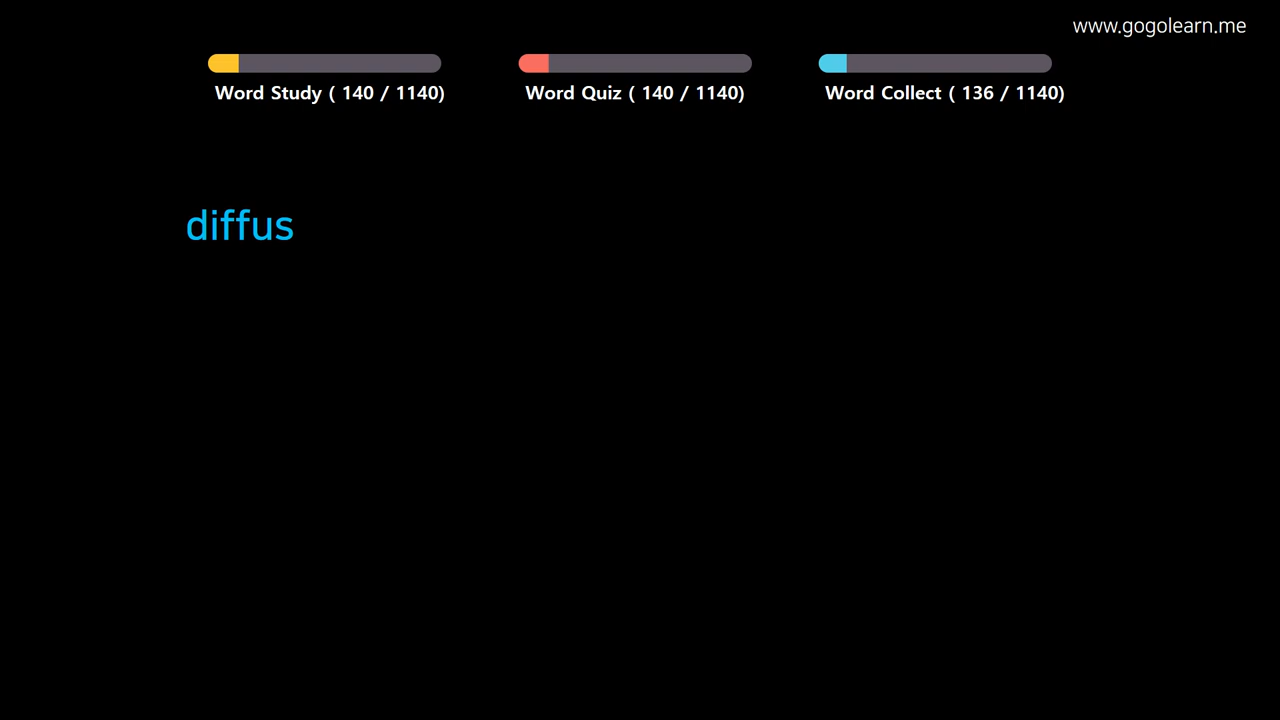 www.gogolearn.me
Word Study ( 140 / 1140)
Word Quiz ( 140 / 1140)
Word Collect ( 136 / 1140)
diffus